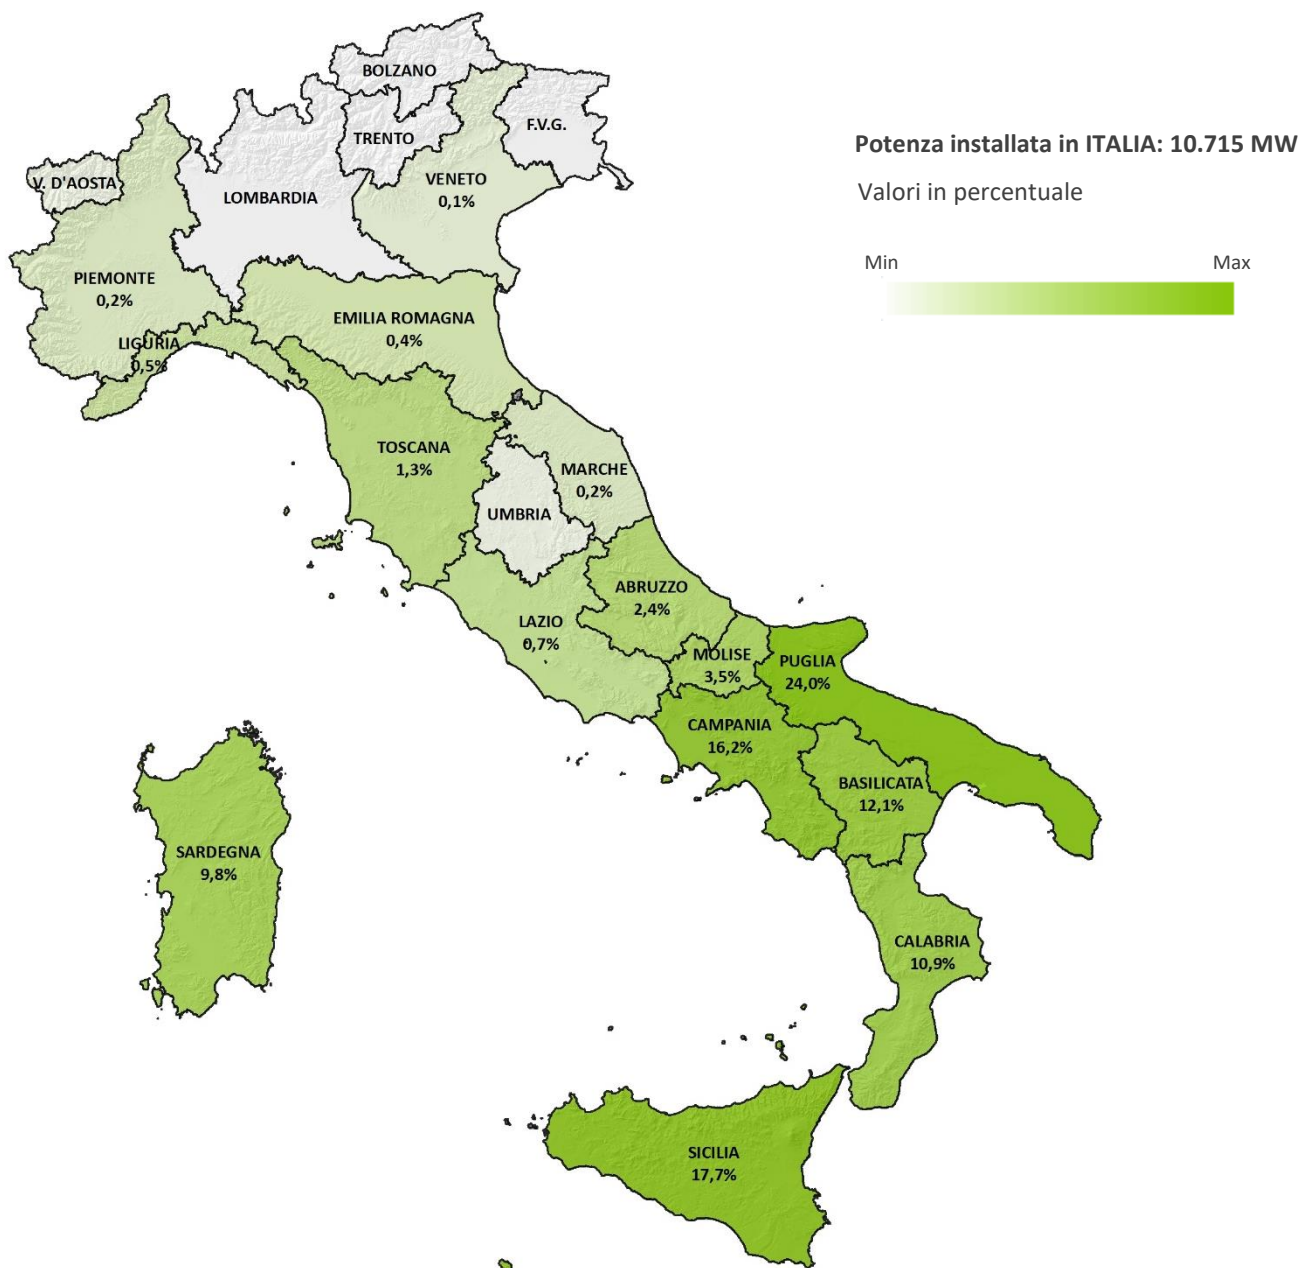 BOLZANO
F.V.G.
TRENTO
Potenza installata in ITALIA: 10.715 MW
V. D'AOSTA
VENETO
0,1%
Valori in percentuale
LOMBARDIA
Min
Max
PIEMONTE
0,2%
EMILIA ROMAGNA
0,4%
LIGURIA
0,5%
TOSCANA
1,3%
MARCHE
0,2%
UMBRIA
ABRUZZO
2,4%
LAZIO
0,7%
MOLISE
3,5%
PUGLIA
24,0%
CAMPANIA
16,2%
BASILICATA
12,1%
SARDEGNA
9,8%
CALABRIA
10,9%
SICILIA
17,7%